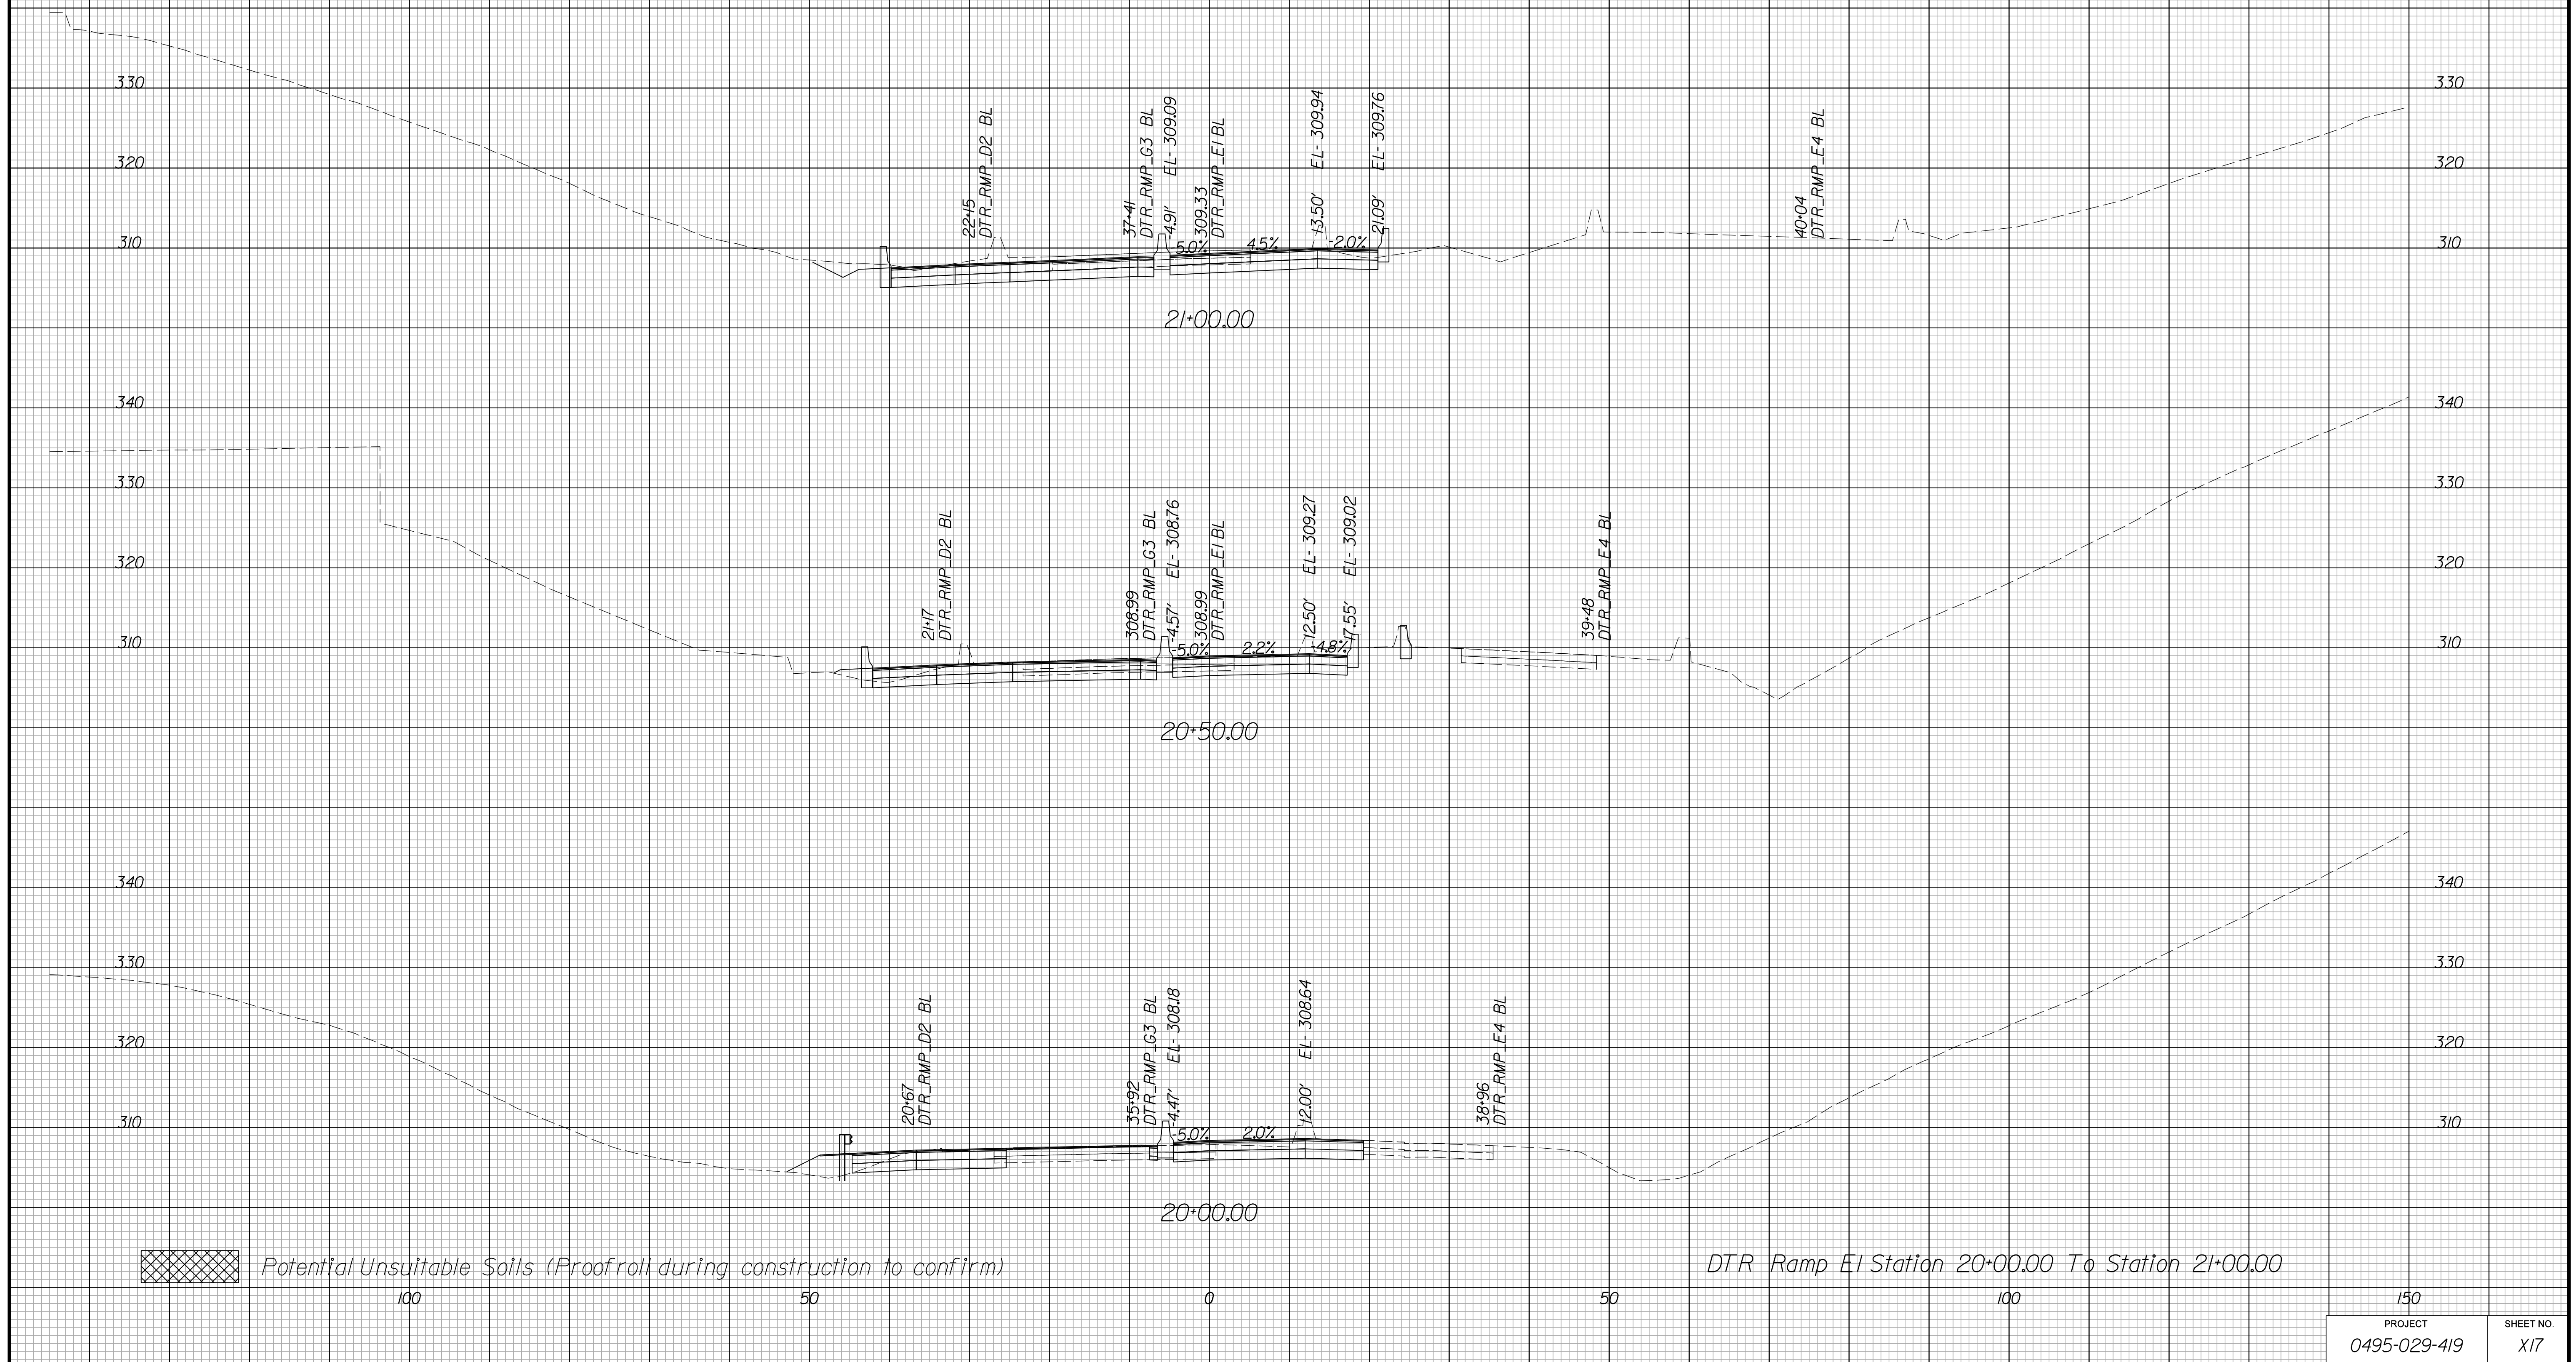 330 330
22+15
DTR_RMP_D2 BL
37+41
DTR_RMP_G3 BL
-4.91' EL- 309.09
309.33
DTR_RMP_E1 BL
13.50' EL- 309.94
21.09' EL- 309.76
40+04
DTR_RMP_E4 BL
320 320
310 310
5.0% 4.5% -2.0%
21+00.00
340 340
330 330
21+17
DTR_RMP_D2 BL
308.99
DTR_RMP_G3 BL
-4.57' EL- 308.76
308.99
DTR_RMP_E1 BL
12.50' EL- 309.27
17.55' EL- 309.02
39+48
DTR_RMP_E4 BL
320 320
310 310
-5.0% 2.2% -4.8%
20+50.00
340 340
330 330
20+67
DTR_RMP_D2 BL
35+92
DTR_RMP_G3 BL
-4.47' EL- 308.18
12.00' EL- 308.64
38+96
DTR_RMP_E4 BL
320 320
310 310
-5.0% 2.0%
20+00.00
Potential Unsuitable Soils (Proofroll during construction to confirm)
DTR Ramp E1 Station 20+00.00 To Station 21+00.00
100 50 0 50 100 150
PROJECT
0495-029-419
SHEET NO.
X17